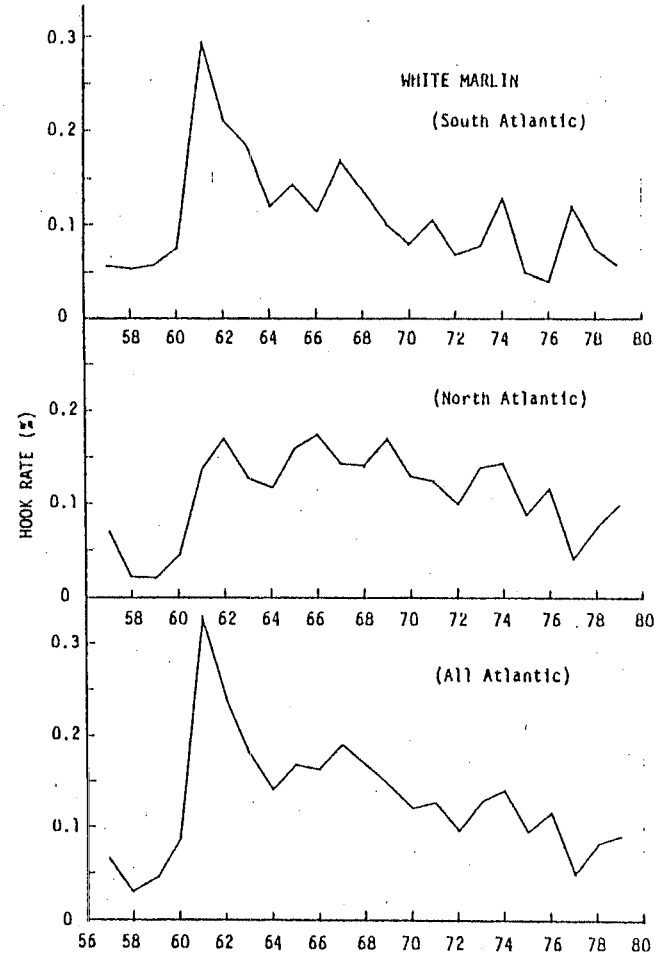 0.3
WHITE MARLIN
(South Atlantic)
0.2
0.1
0
58 60 62 64 66 68 70 72 74 76 78 80
(North Atlantic)
0.2
HOOK RATE (%)
0.1
0
58 60 62 64 66 68 70 72 74 76 78 80
0.3
(All Atlantic)
0.2
0.1
0
56 58 60 62 64 66 68 70 72 74 76 78 80